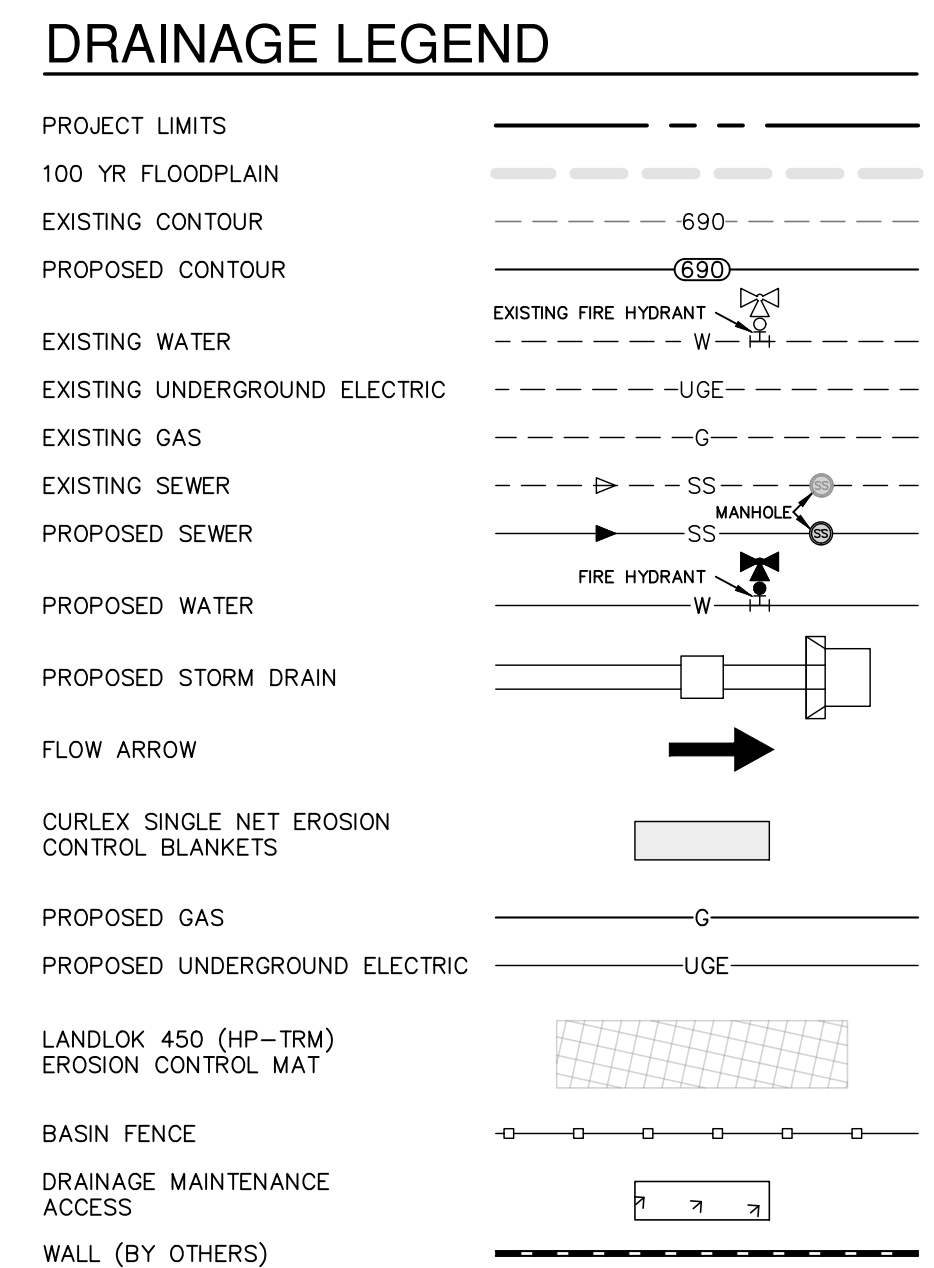 DRAINAGE LEGEND
PROJECT LIMITS
100 YR FLOODPLAIN
EXISTING CONTOUR 690
PROPOSED CONTOUR 690
EXISTING FIRE HYDRANT
EXISTING WATER W
EXISTING UNDERGROUND ELECTRIC UGE
EXISTING GAS G
EXISTING SEWER SS SS
MANHOLE
PROPOSED SEWER SS SS
FIRE HYDRANT
PROPOSED WATER W
PROPOSED STORM DRAIN
FLOW ARROW
CURLEX SINGLE NET EROSION
CONTROL BLANKETS
PROPOSED GAS G
PROPOSED UNDERGROUND ELECTRIC UGE
LANDLOK 450 (HP-TRM)
EROSION CONTROL MAT
BASIN FENCE
DRAINAGE MAINTENANCE
ACCESS
WALL (BY OTHERS)